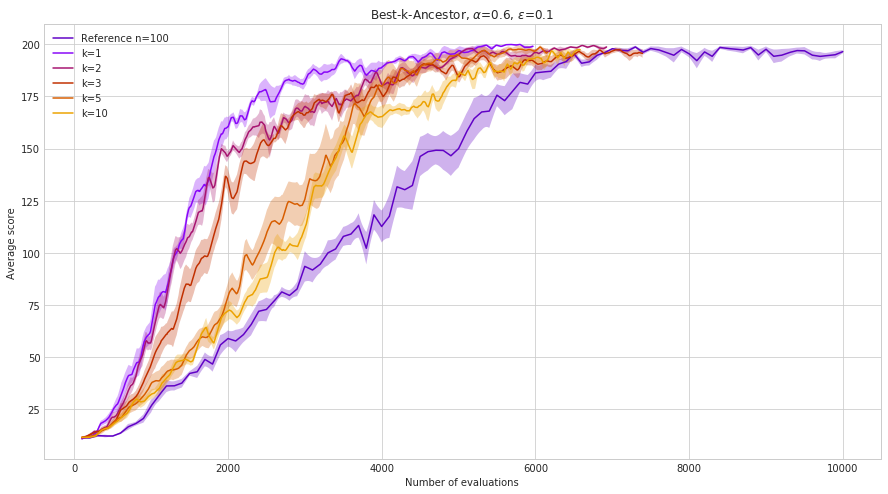 Best-k-Ancestor, α=0.6, ε=0.1
Reference n=100
k=1
k=2
k=3
k=5
k=10
Average score
200
175
150
125
100
75
50
25
0
2000
4000
6000
8000
10000
Number of evaluations